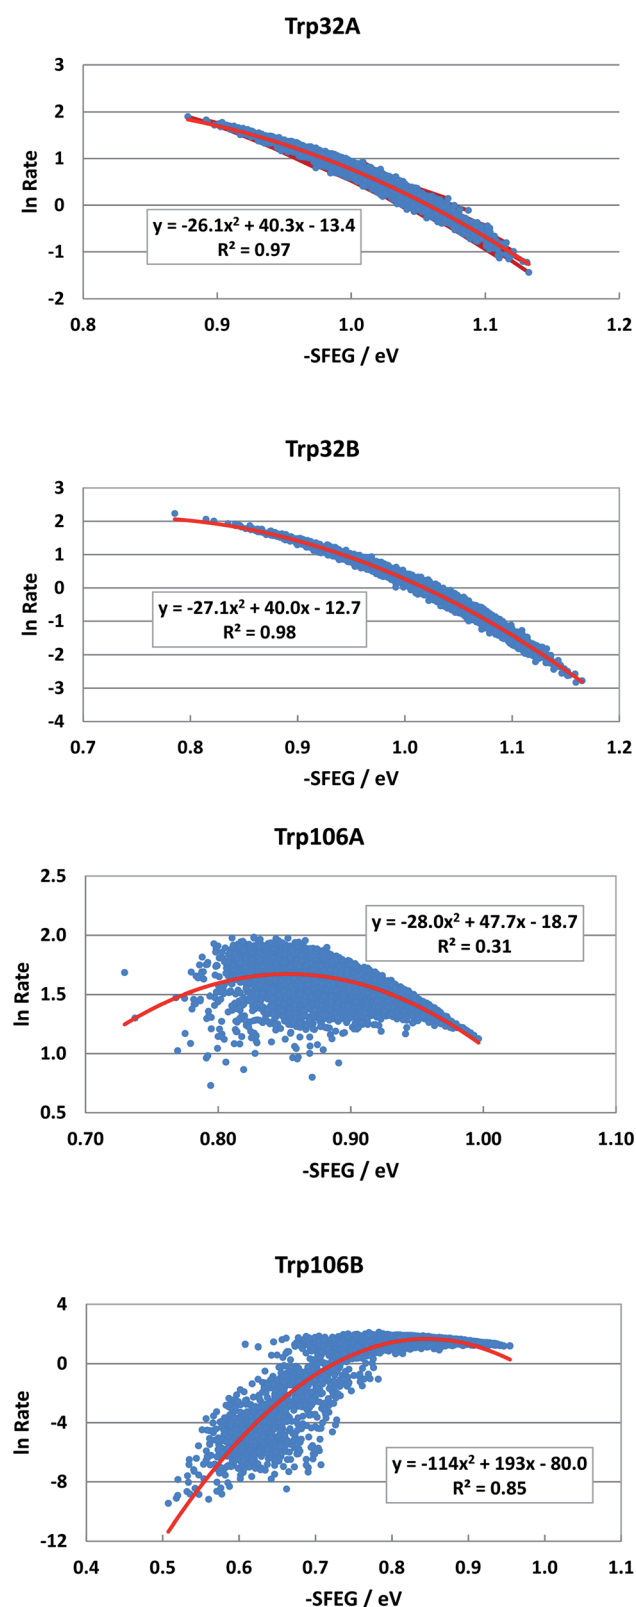 Trp32A
3
2
1
0
-1
-2
ln Rate
y = -26.1x² + 40.3x - 13.4
R² = 0.97
0.8 0.9 1.0 1.1 1.2
-SFEG / eV
Trp32B
3
2
1
0
-1
-2
-3
-4
ln Rate
y = -27.1x² + 40.0x - 12.7
R² = 0.98
0.7 0.8 0.9 1.0 1.1 1.2
-SFEG / eV
Trp106A
2.5
2.0
1.5
1.0
0.5
ln Rate
y = -28.0x² + 47.7x - 18.7
R² = 0.31
0.70 0.80 0.90 1.00 1.10
-SFEG / eV
Trp106B
4
0
-4
-8
-12
ln Rate
y = -114x² + 193x - 80.0
R² = 0.85
0.4 0.5 0.6 0.7 0.8 0.9 1.0 1.1
-SFEG / eV